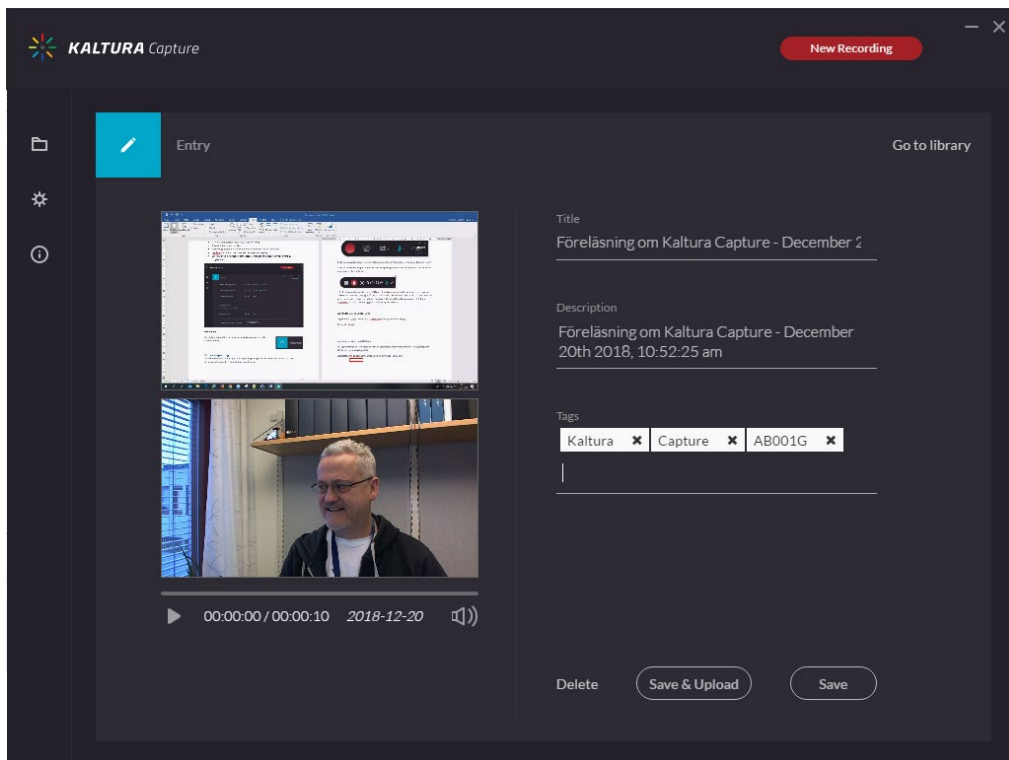 KALTURA Capture
New Recording
Entry
Go to library
Title
Föreläsning om Kaltura Capture - December 2
Description
Föreläsning om Kaltura Capture - December
20th 2018, 10:52:25 am
Tags
Kaltura ✖ Capture ✖ AB001G ✖
00:00:00 / 00:00:10 2018-12-20
Delete Save & Upload Save